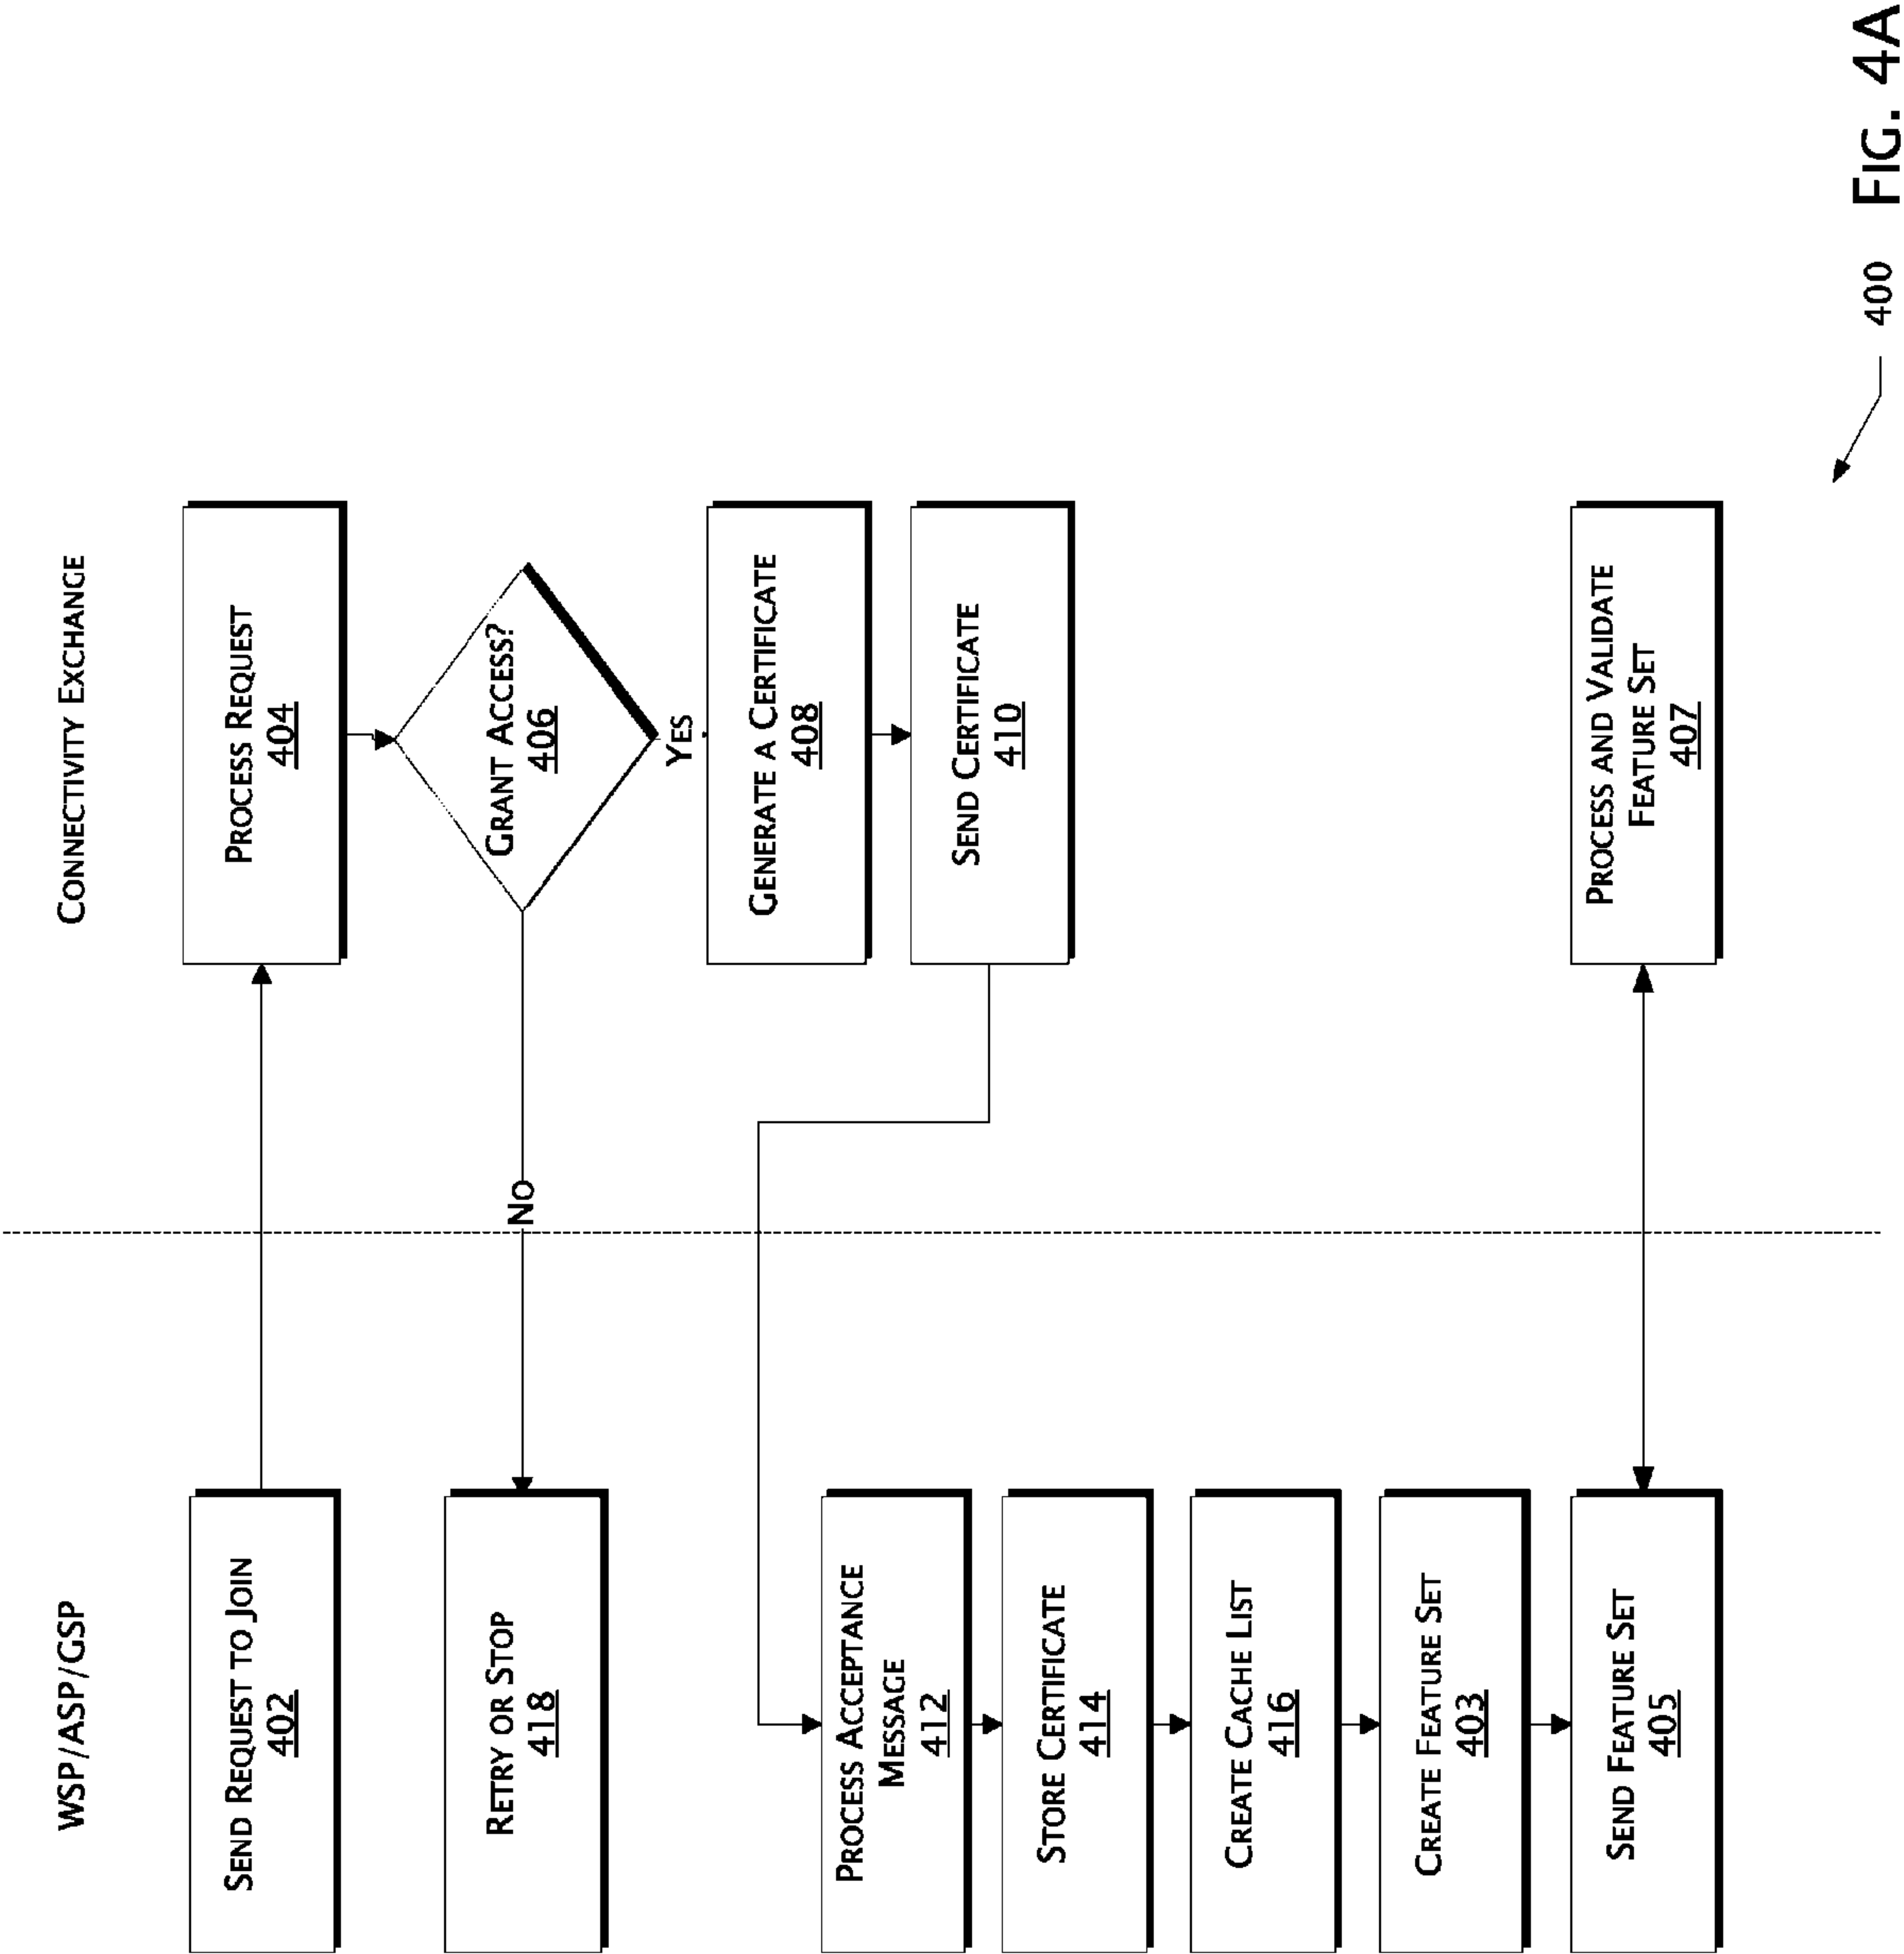 WSP/ASP/GSP
CONNECTIVITY EXCHANGE
SEND REQUEST TO JOIN
402
PROCESS REQUEST
404
GRANT ACCESS?
406
NO
RETRY OR STOP
418
YES
GENERATE A CERTIFICATE
408
SEND CERTIFICATE
410
PROCESS ACCEPTANCE
MESSAGE
412
STORE CERTIFICATE
414
CREATE CACHE LIST
416
CREATE FEATURE SET
403
SEND FEATURE SET
405
PROCESS AND VALIDATE
FEATURE SET
407
400
FIG. 4A